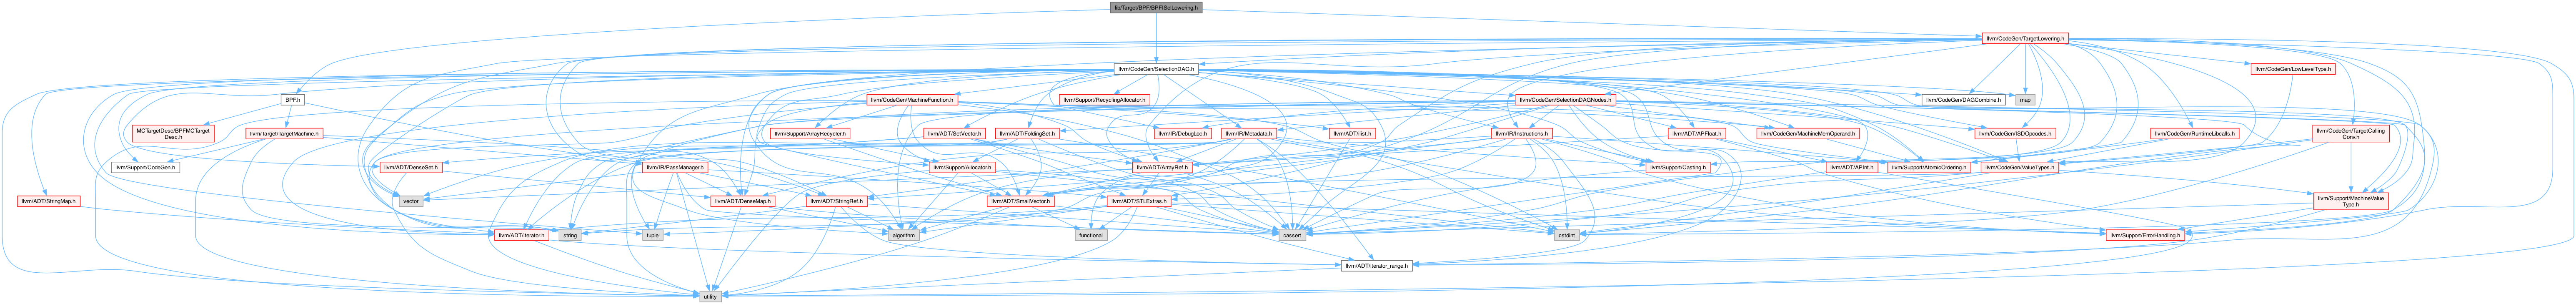 lib/Target/BPF/BPFISelLowering.h
llvm/CodeGen/TargetLowering.h
llvm/CodeGen/SelectionDAG.h
llvm/CodeGen/LowLevelType.h
BPF.h
llvm/CodeGen/MachineFunction.h
llvm/Support/RecyclingAllocator.h
llvm/CodeGen/SelectionDAGNodes.h
llvm/CodeGen/DAGCombine.h
map
MCTargetDesc/BPFMCTarget
Desc.h
llvm/Target/TargetMachine.h
llvm/Support/ArrayRecycler.h
llvm/ADT/SetVector.h
llvm/ADT/FoldingSet.h
llvm/IR/DebugLoc.h
llvm/IR/Metadata.h
llvm/ADT/ilist.h
llvm/IR/Instructions.h
llvm/ADT/APFloat.h
llvm/CodeGen/MachineMemOperand.h
llvm/CodeGen/ISDOpcodes.h
llvm/CodeGen/RuntimeLibcalls.h
llvm/CodeGen/TargetCalling
Conv.h
llvm/Support/CodeGen.h
llvm/ADT/DenseSet.h
llvm/IR/PassManager.h
llvm/Support/Allocator.h
llvm/ADT/ArrayRef.h
llvm/Support/Casting.h
llvm/ADT/APInt.h
llvm/Support/AtomicOrdering.h
llvm/CodeGen/ValueTypes.h
llvm/ADT/StringMap.h
vector
llvm/ADT/DenseMap.h
llvm/ADT/StringRef.h
llvm/ADT/SmallVector.h
llvm/ADT/STLExtras.h
llvm/Support/MachineValue
Type.h
llvm/ADT/iterator.h
string
tuple
algorithm
functional
cassert
cstdint
llvm/Support/ErrorHandling.h
llvm/ADT/iterator_range.h
utility